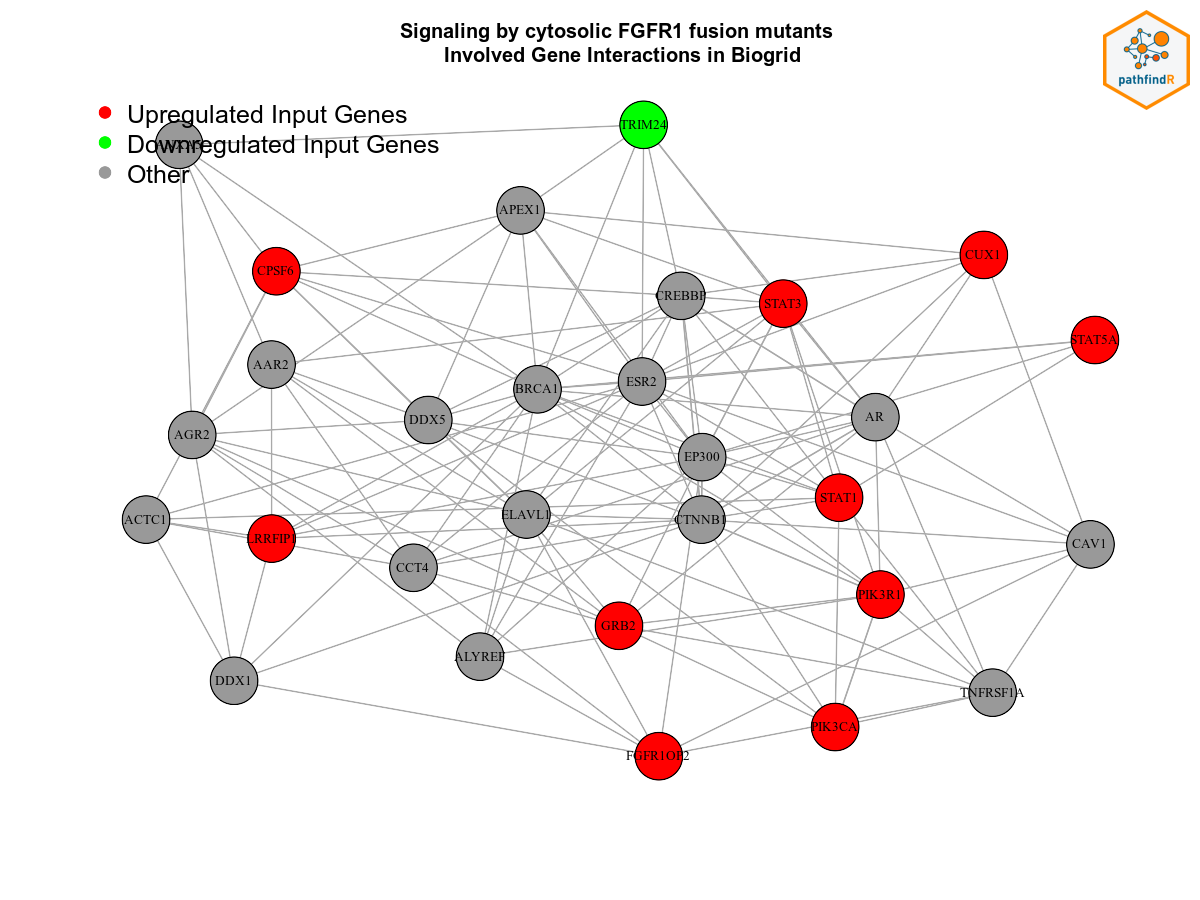 Signaling by cytosolic FGFR1 fusion mutants
Involved Gene Interactions in Biogrid
pathfindR
Upregulated Input Genes
Downregulated Input Genes
Other
TRIM24
APEX1
CUX1
CPSF6
CREBBP
STAT3
STAT5A
AAR2
ESR2
BRCA1
AR
DDX5
AGR2
EP300
STAT1
ELAVL1
ACTC1
CTNNB1
LRRFIP1
CAV1
CCT4
PIK3R1
GRB2
ALYREF
DDX1
TNFRSF1A
PIK3CA
FGFR1OP2